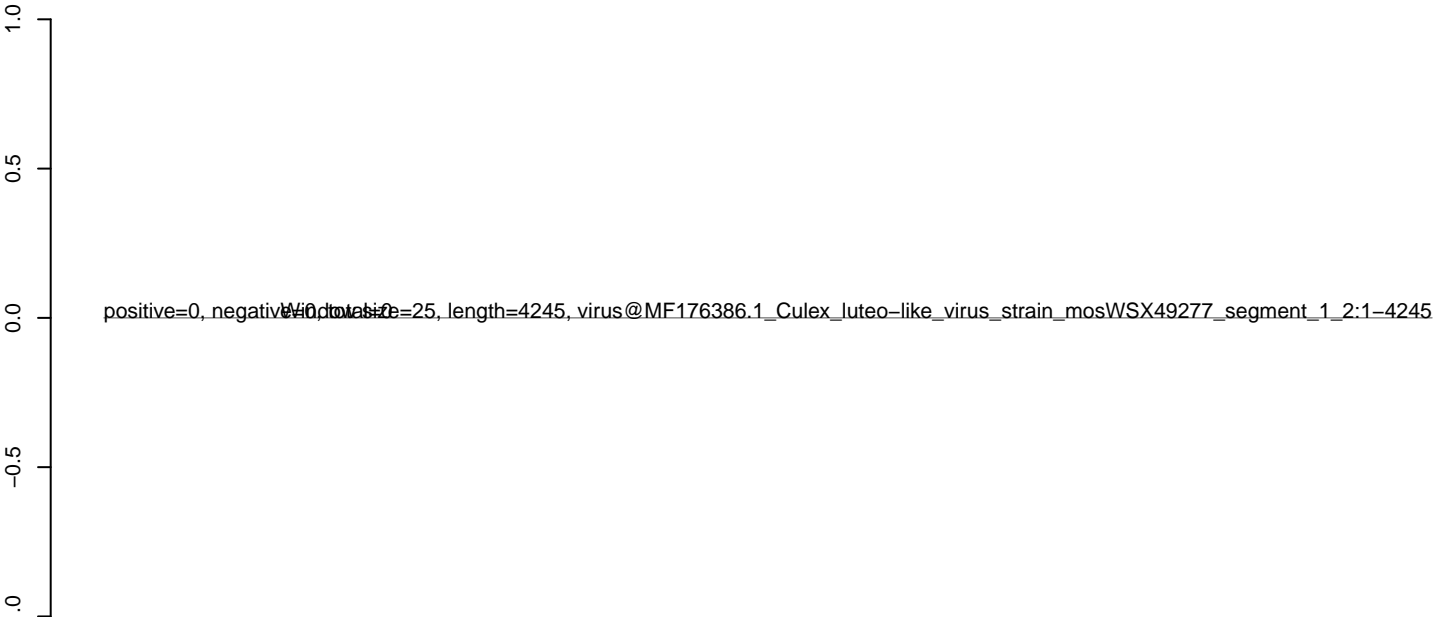 1.0
0.5
positive=0, negative=0, total=0
Window size=25, length=4245, virus@MF176386.1_Culex_luteo−like_virus_strain_mosWSX49277_segment_1_2:1−4245
0.0
−0.5
.0